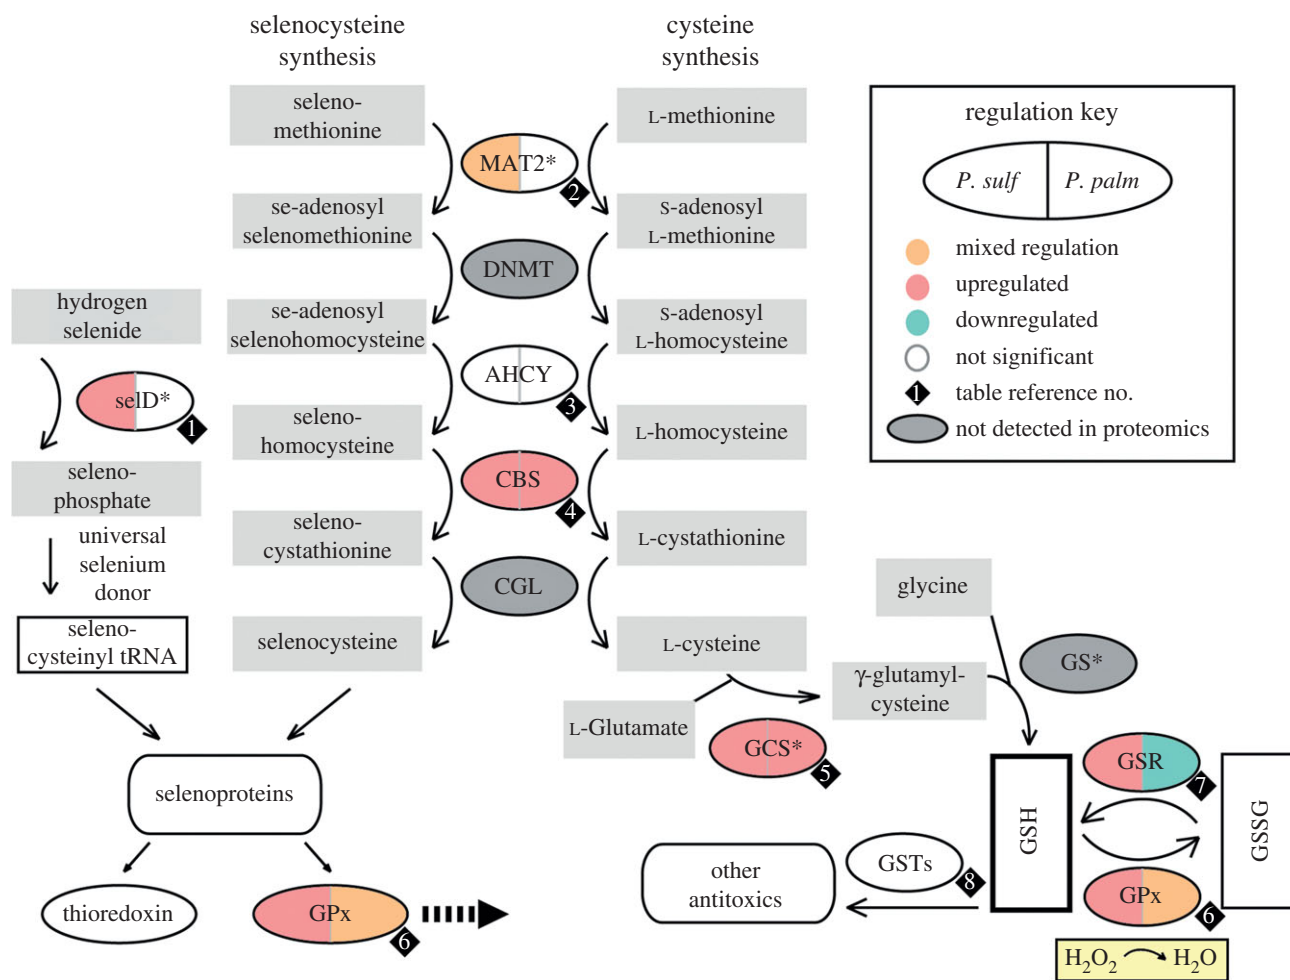 selenocysteine
synthesis
cysteine
synthesis
seleno-
methionine
L-methionine
MAT2*
2
se-adenosyl
selenomethionine
S-adenosyl
L-methionine
DNMT
hydrogen
selenide
se-adenosyl
selenohomocysteine
S-adenosyl
L-homocysteine
selD*
1
AHCY
3
seleno-
homocysteine
L-homocysteine
seleno-
phosphate
CBS
4
universal
selenium
donor
seleno-
cystathionine
L-cystathionine
CGL
seleno-
cysteinyl tRNA
selenocysteine
L-cysteine
glycine
GS*
γ-glutamyl-
cysteine
L-Glutamate
GCS*
5
selenoproteins
thioredoxin
GPx
6
other
antitoxics
GSTs
8
GSH
GSR
7
GSSG
GPx
6
H₂O₂ H₂O
regulation key
P. sulf P. palm
mixed regulation
upregulated
downregulated
not significant
1 table reference no.
not detected in proteomics